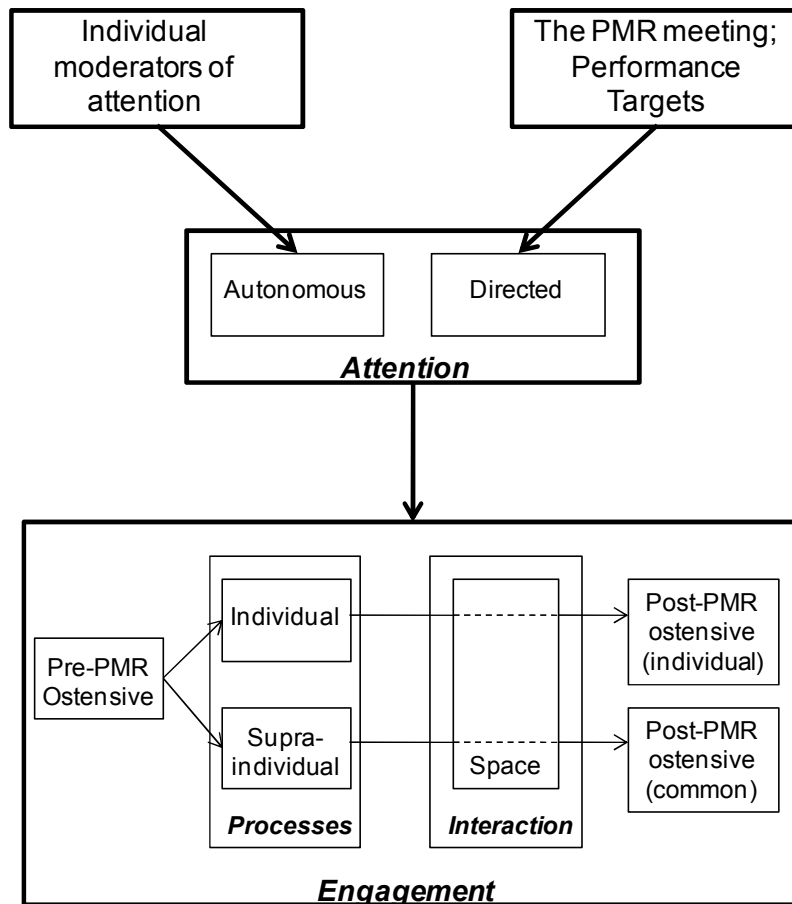 Individual
moderators of
attention
The PMR meeting;
Performance
Targets
Autonomous
Directed
Attention
Pre-PMR
Ostensive
Individual
Supra-
individual
Processes
Space
Interaction
Post-PMR
ostensive
(individual)
Post-PMR
ostensive
(common)
Engagement